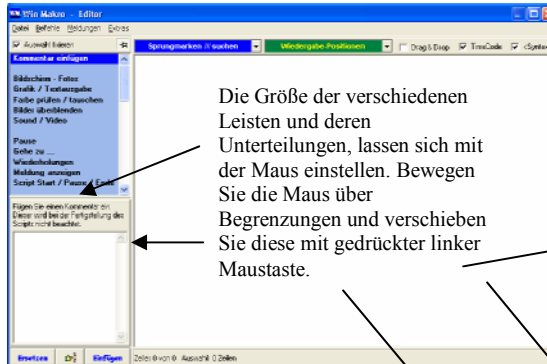 Win Makro - Editor
Datei Befehle Meldungen Extras
Auswahl fixieren
Sprungmarken // suchen
Wiedergabe-Positionen
Drag & Drop
TimeCode
Kommentar einfügen
Bildschirm - Fotos
Grafik / Textausgabe
Farbe prüfen / tauschen
Bilder überblenden
Sound / Video
Pause
Gehe zu ...
Wiederholungen
Meldung anzeigen
Script Start / Pause / Ende
Fügen Sie einen Kommentar ein.
Dieser wird bei der Fertigstellung des
Scripts nicht beachtet.
Die Größe der verschiedenen
Leisten und deren
Unterteilungen, lassen sich mit
der Maus einstellen. Bewegen
Sie die Maus über
Begrenzungen und verschieben
Sie diese mit gedrückter linker
Maustaste.
Ersetzen
Einfügen
Zeile: 0 von 0 Auswahl: 0 Zeilen